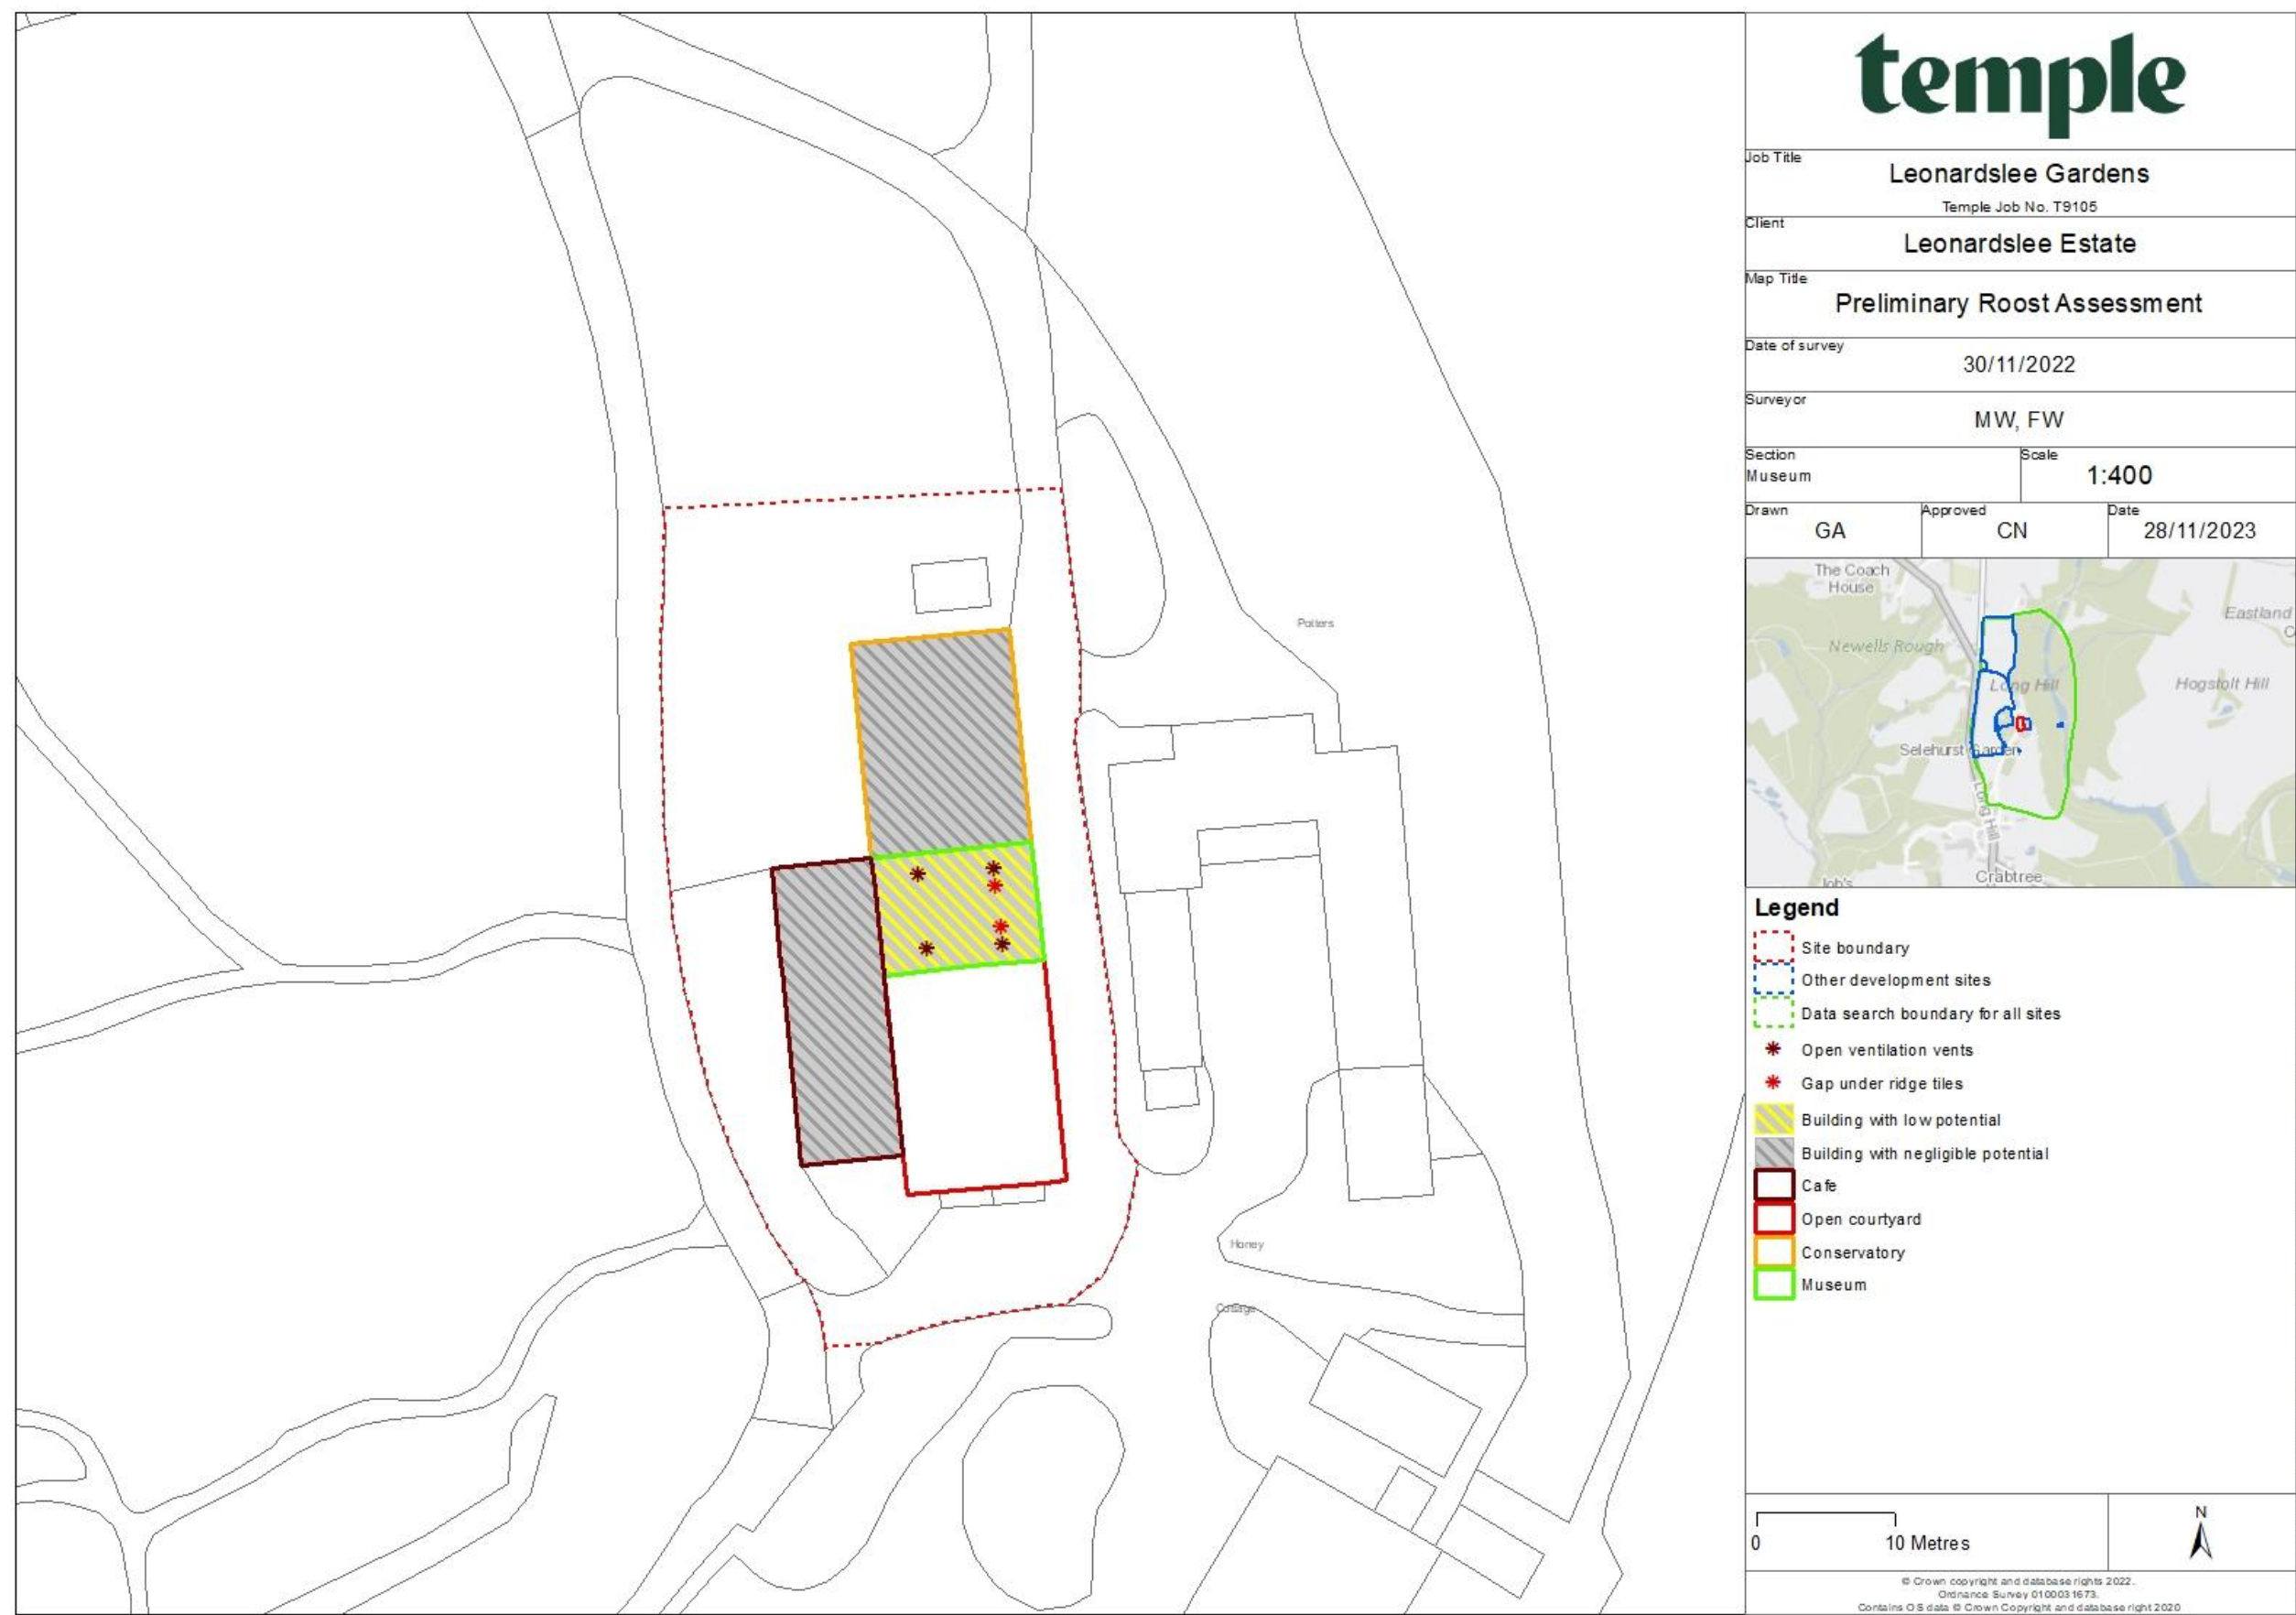 temple
Job Title
Leonardslee Gardens
Temple Job No. T9105
Client
Leonardslee Estate
Map Title
Preliminary Roost Assessment
Date of survey
30/11/2022
Surveyor
MW, FW
Section
Museum
Scale
1:400
Drawn
GA
Approved
CN
Date
28/11/2023
The Coach
House
Eastland
C
Newells Rough
Long Hill
Hogstolt Hill
Selehurst Garden
Long Hill
Crabtree
Job's
Potters
Honey
Cottage
Legend
Site boundary
Other development sites
Data search boundary for all sites
Open ventilation vents
Gap under ridge tiles
Building with low potential
Building with negligible potential
Cafe
Open courtyard
Conservatory
Museum
0 10 Metres
N
© Crown copyright and database rights 2022.
Ordnance Survey 0100031673.
Contains OS data © Crown Copyright and database right 2020